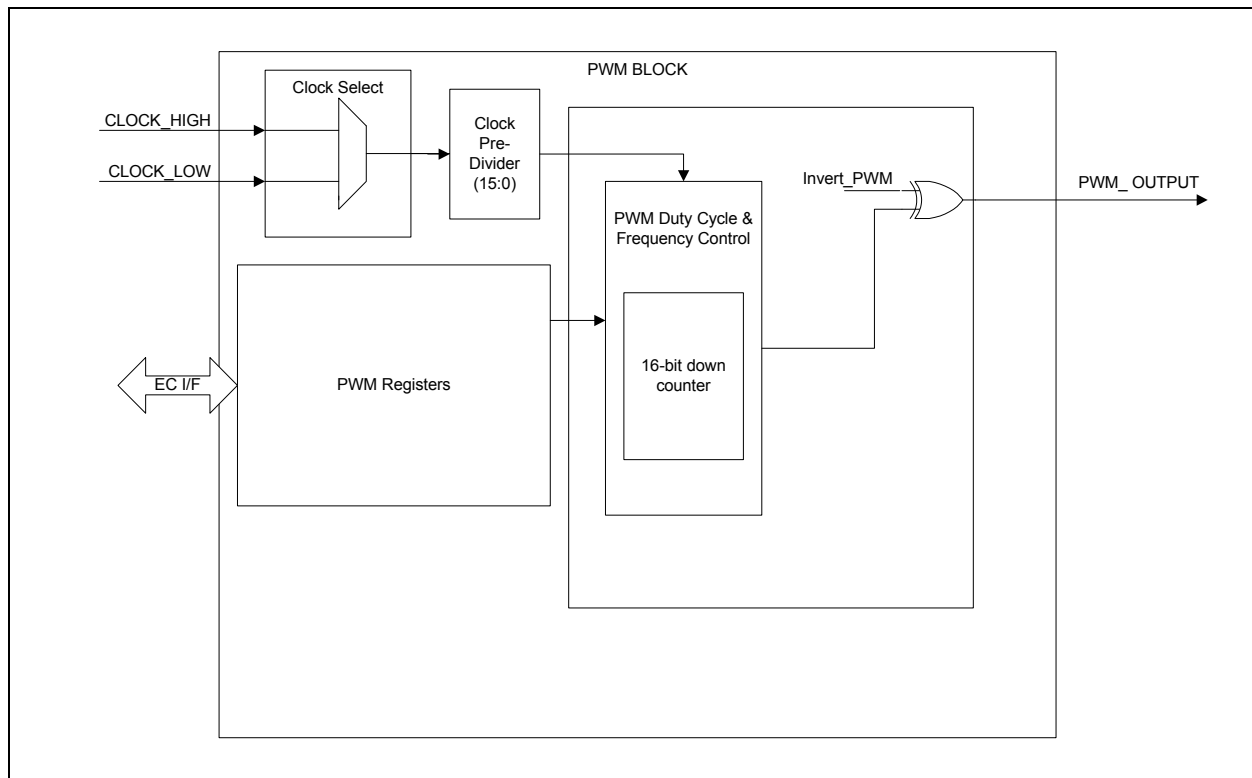 PWM BLOCK
Clock Select
CLOCK_HIGH
CLOCK_LOW
Clock
Pre-
Divider
(15:0)
Invert_PWM
PWM_ OUTPUT
PWM Duty Cycle &
Frequency Control
16-bit down
counter
PWM Registers
EC I/F